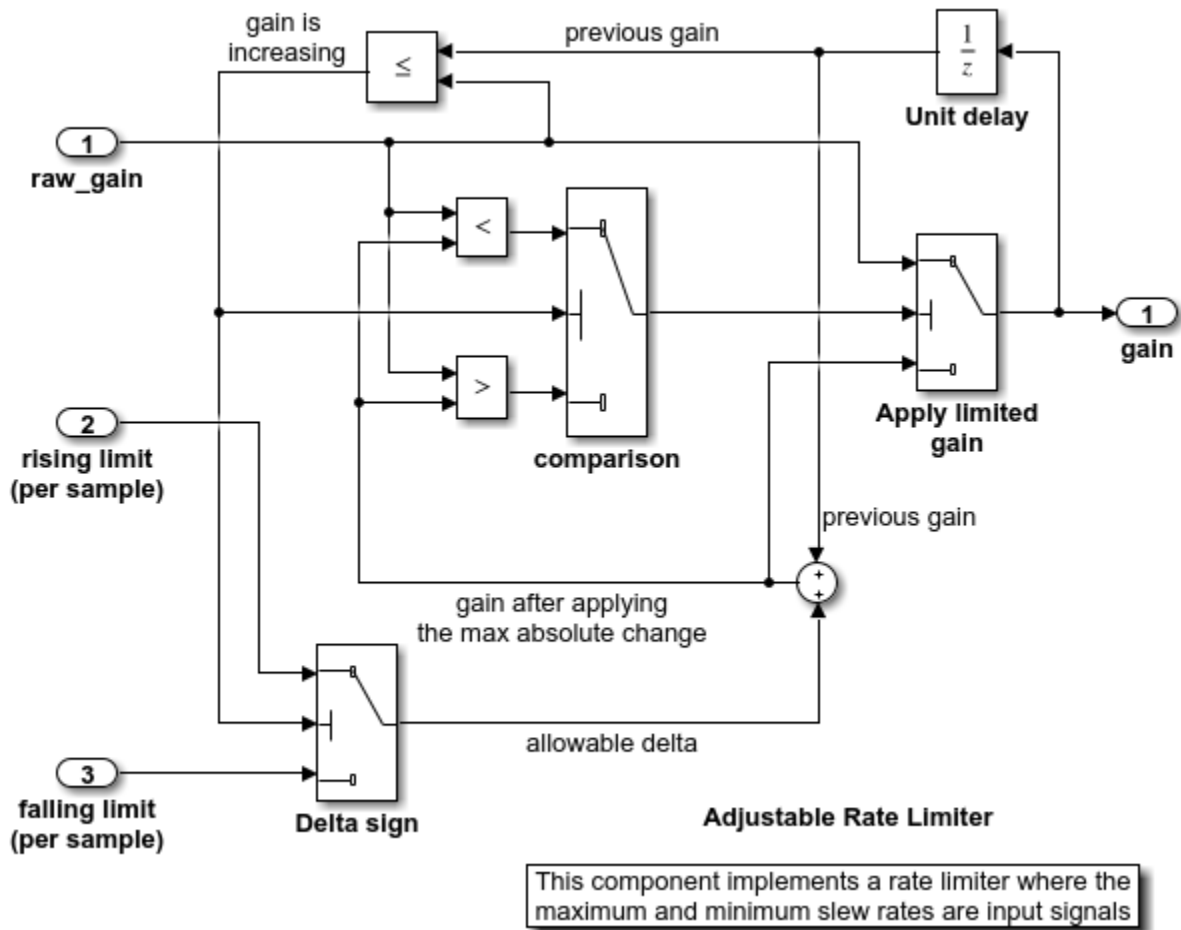 gain is
increasing
previous gain
≤
1
z
Unit delay
1
raw_gain
<
>
comparison
Apply limited
gain
1
gain
2
rising limit
(per sample)
previous gain
+
+
gain after applying
the max absolute change
allowable delta
3
falling limit
(per sample)
Delta sign
Adjustable Rate Limiter
This component implements a rate limiter where the
maximum and minimum slew rates are input signals